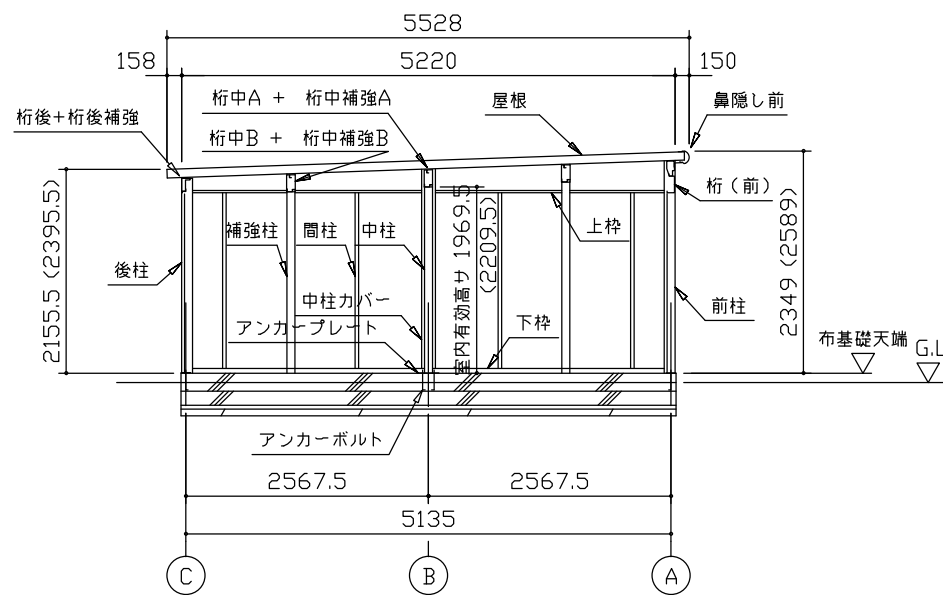 5528
158
5220
150
桁中A + 桁中補強A
屋根
鼻隠し前
桁後+桁後補強
桁中B + 桁中補強B
桁(前)
2155.5 (2395.5)
補強柱
間柱
中柱
室内有効高サ 1969.5
(2209.5)
上枠
2349 (2589)
後柱
中柱カバー
前柱
アンカープレート
下枠
布基礎天端
G.L
アンカーボルト
2567.5
2567.5
5135
C
B
A